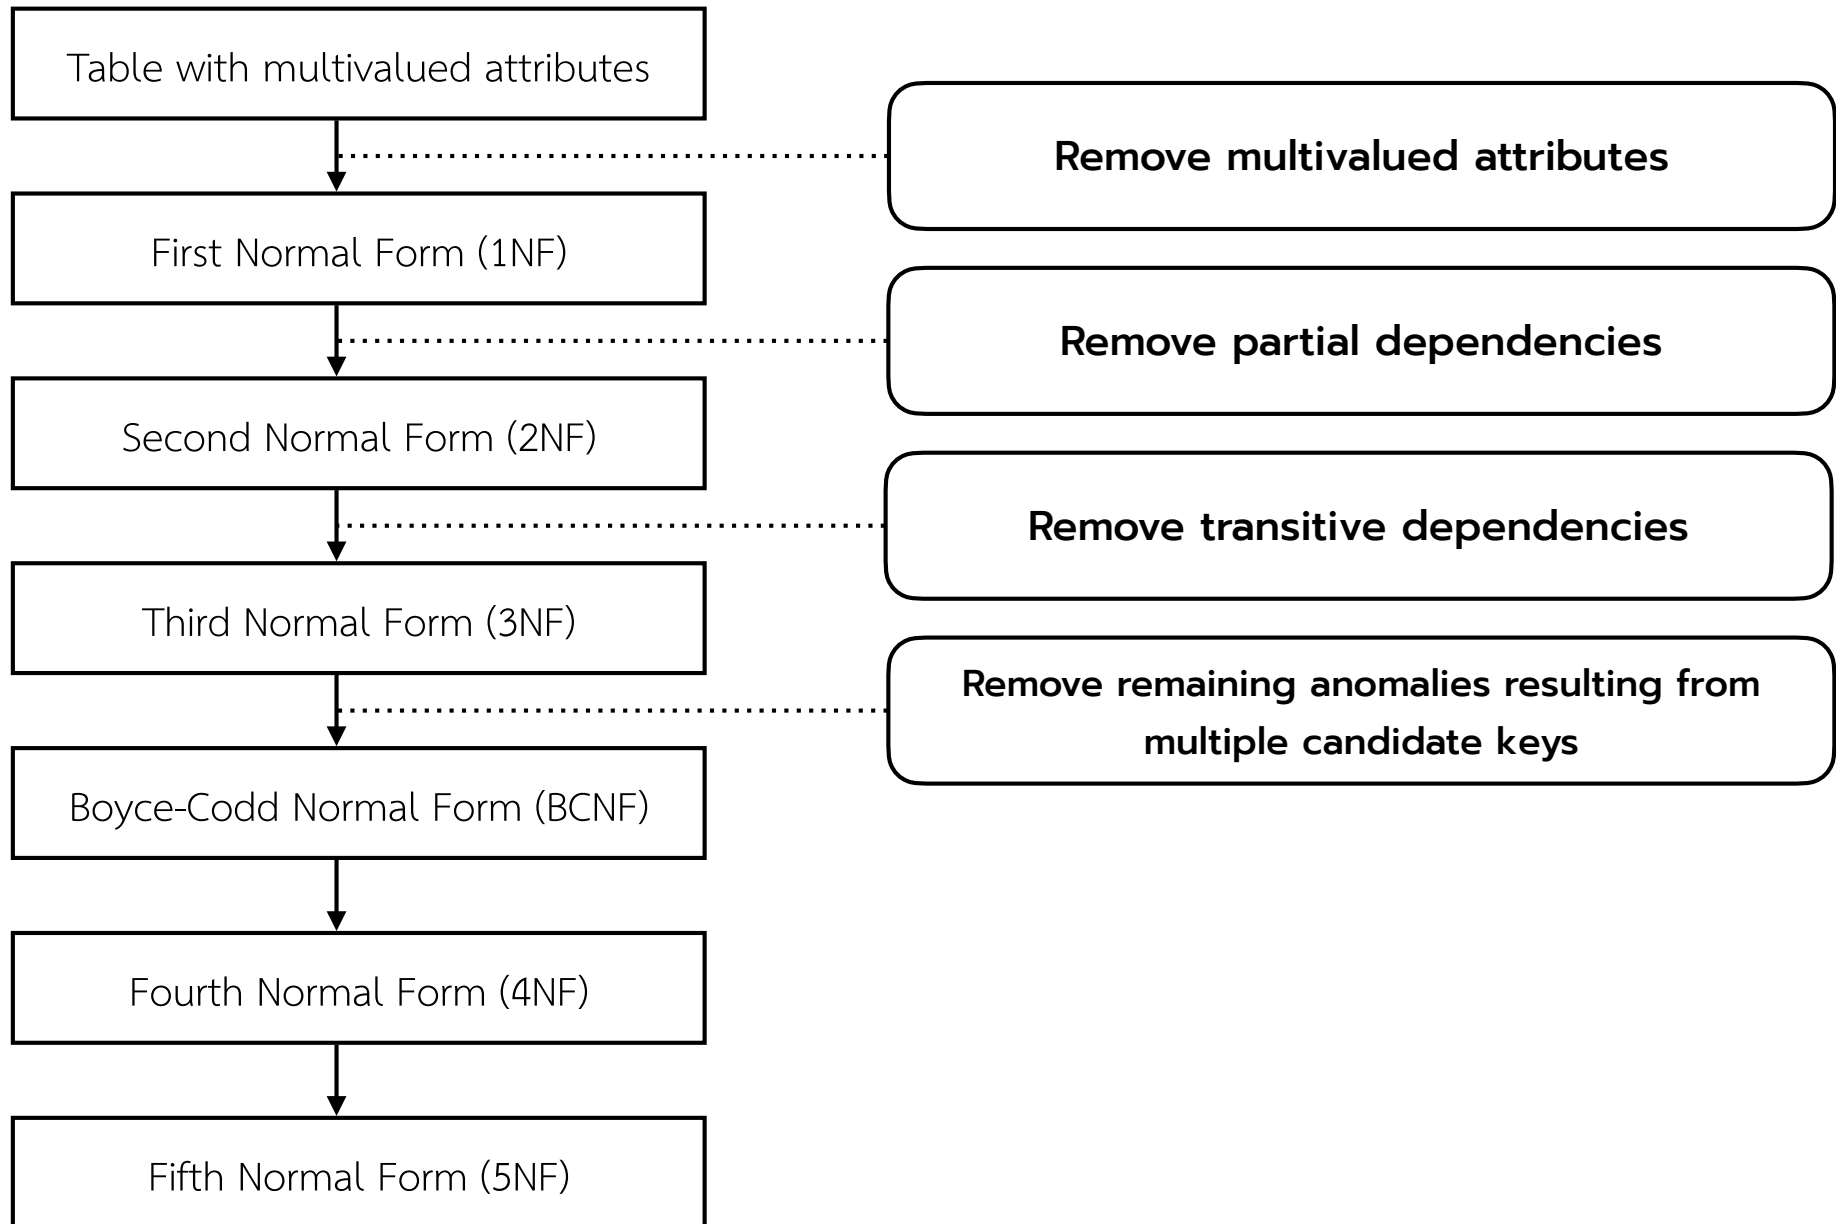 Table with multivalued attributes
Remove multivalued attributes
First Normal Form (1NF)
Remove partial dependencies
Second Normal Form (2NF)
Remove transitive dependencies
Third Normal Form (3NF)
Remove remaining anomalies resulting from
multiple candidate keys
Boyce-Codd Normal Form (BCNF)
Fourth Normal Form (4NF)
Fifth Normal Form (5NF)